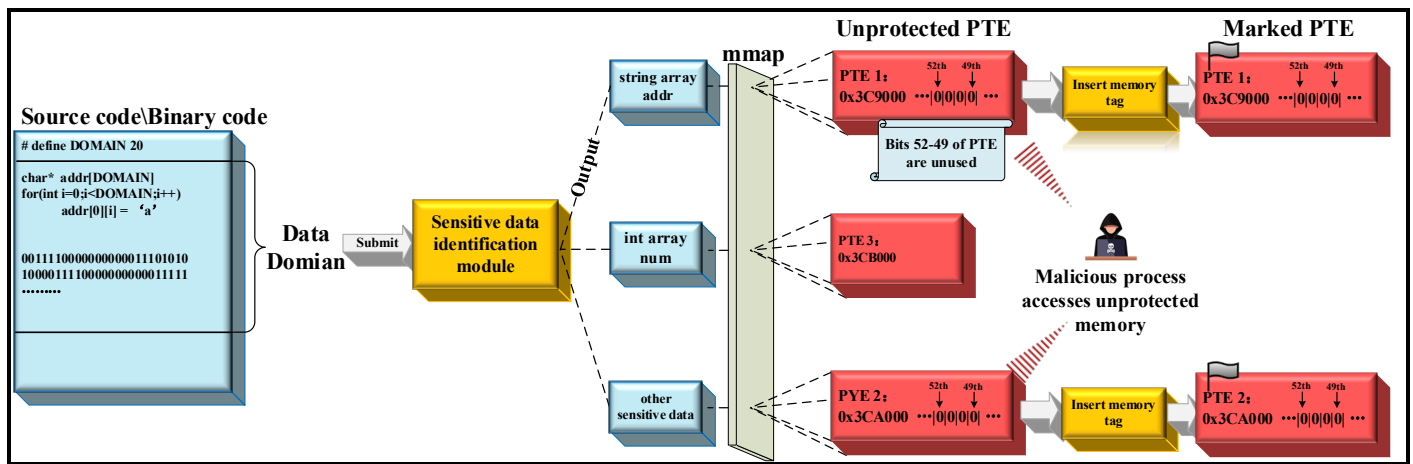 Source code\Binary code
# define DOMAIN 20
char*  addr[DOMAIN]
for(int i=0;i<DOMAIN;i++)
addr[0][i] = ‘a’
0011110000000000011101010
1000011110000000000011111
•••••••••
Data
Domian
Submit
Sensitive data
identification
module
Output
string array
addr
int array
num
other
sensitive data
mmap
Unprotected PTE
PTE 1：
0x3C9000
52th
49th
•••|0|0|0|0| •••
Bits 52-49 of PTE
are unused
PTE 3：
0x3CB000
PYE 2：
0x3CA000
52th
49th
•••|0|0|0|0| •••
Insert memory
tag
Malicious process
accesses unprotected
memory
Insert memory
tag
Marked PTE
PTE 1：
0x3C9000
52th
49th
•••|0|0|0|0| •••
PTE 2：
0x3CA000
52th
49th
•••|0|0|0|0| •••